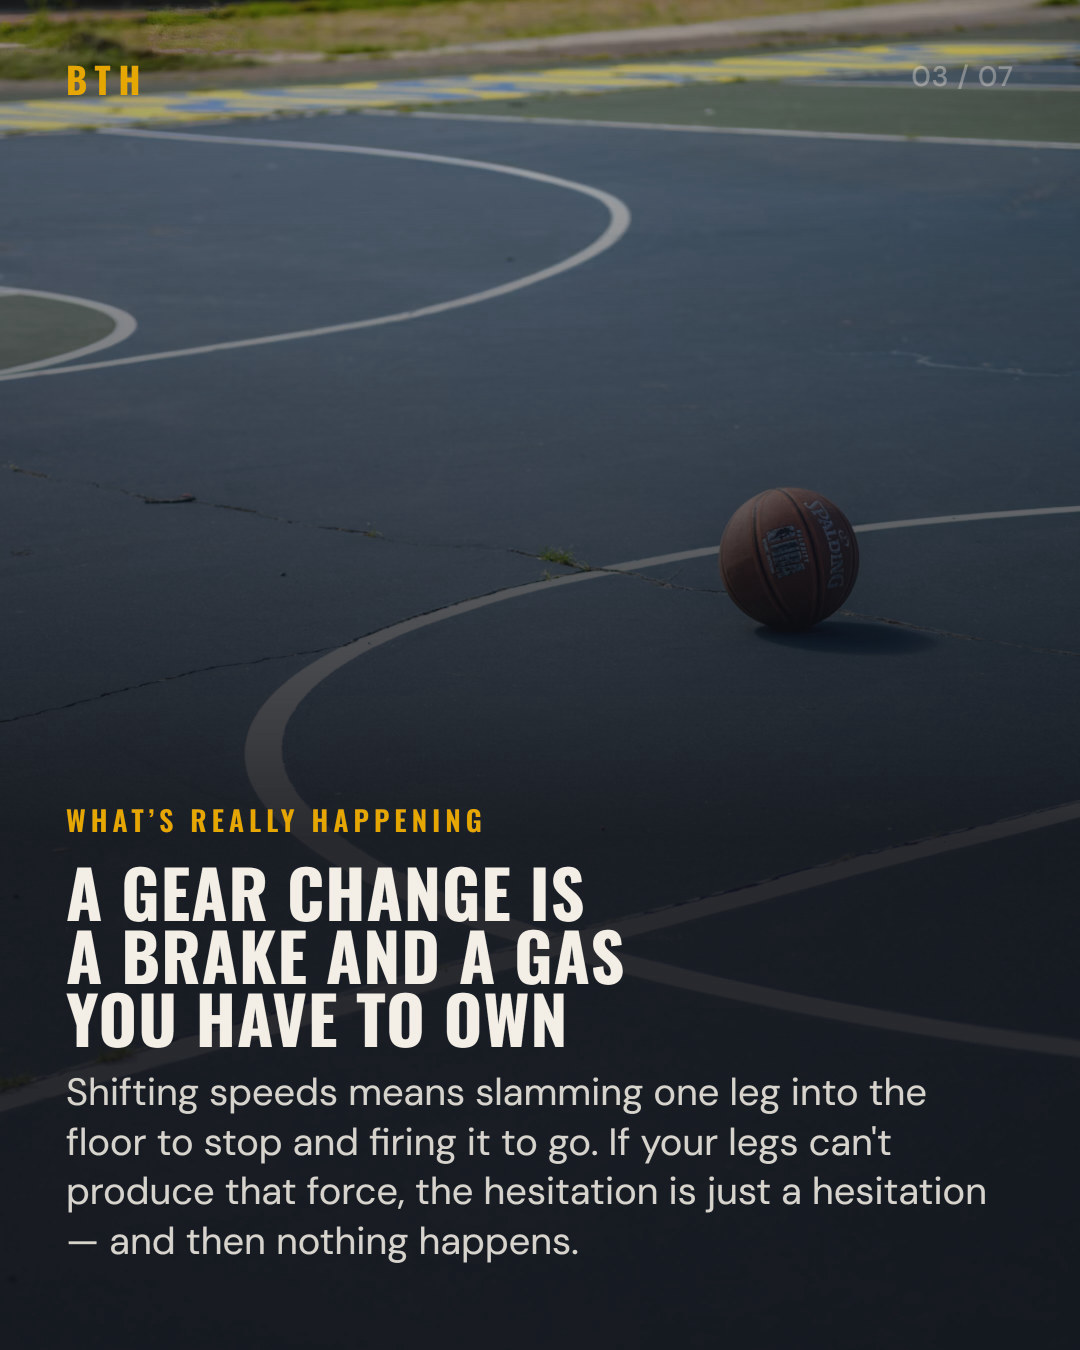 BTH
03 / 07
SPALDING
WHAT’S REALLY HAPPENING
A GEAR CHANGE IS
A BRAKE AND A GAS
YOU HAVE TO OWN
Shifting speeds means slamming one leg into the
floor to stop and firing it to go. If your legs can't
produce that force, the hesitation is just a hesitation
— and then nothing happens.